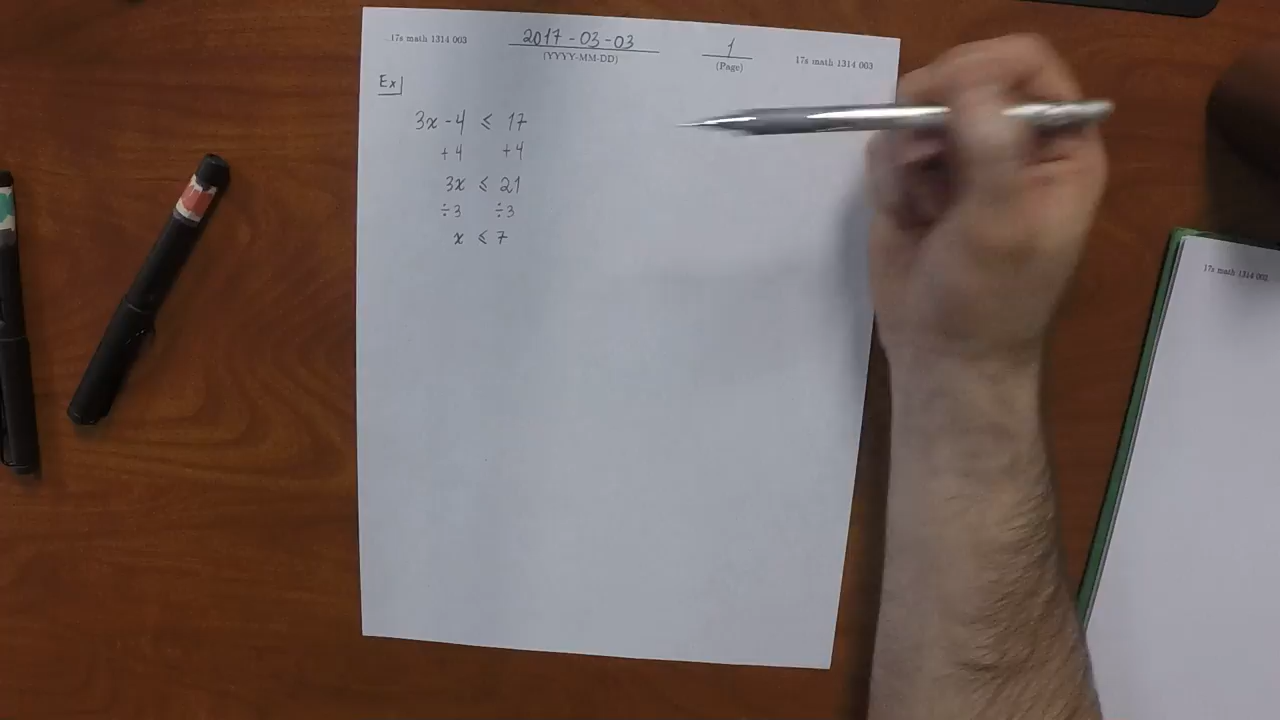 17s math 1314 003 2017-03-03 1 17s math 1314 003
(YYYY-MM-DD) (Page)
Ex
3x - 4 ≤ 17
+4 +4
3x ≤ 21
÷3 ÷3
x ≤ 7
17s math 1314 002